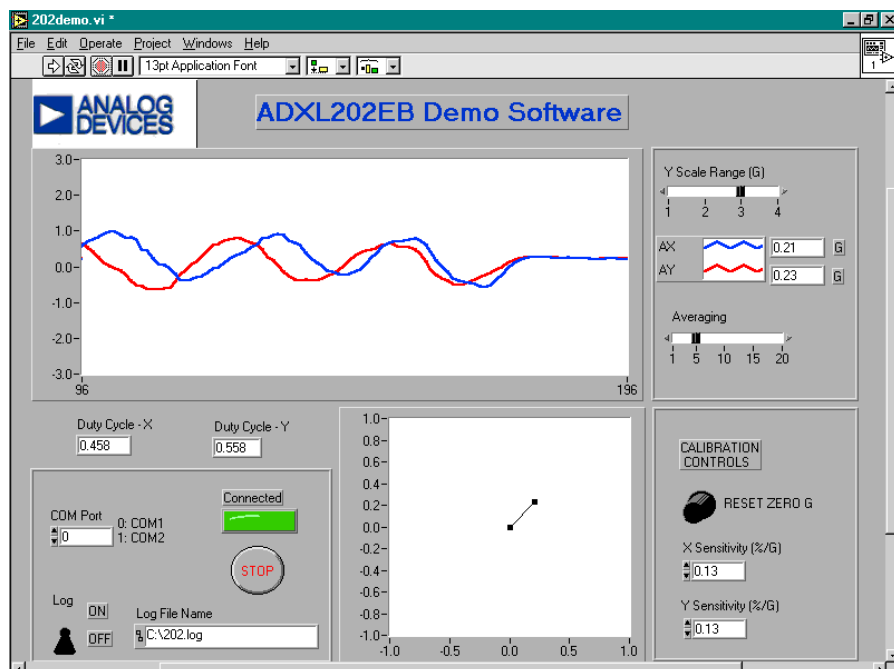 202demo.vi *
File Edit Operate Project Windows Help
13pt Application Font
1
ANALOG
DEVICES
ADXL202EB Demo Software
3.0
2.0
1.0
0.0
-1.0
-2.0
-3.0
96 196
Y Scale Range (G)
1 2 3 4
AX 0.21 G
AY 0.23 G
Averaging
1 5 10 15 20
Duty Cycle - X
0.458
Duty Cycle - Y
0.558
COM Port
0
0: COM1
1: COM2
Connected
STOP
Log
ON
OFF
Log File Name
C:\202.log
1.0
0.8
0.6
0.4
0.2
0.0
-0.2
-0.4
-0.6
-0.8
-1.0
-1.0 -0.5 0.0 0.5 1.0
CALIBRATION
CONTROLS
RESET ZERO G
X Sensitivity (%/G)
0.13
Y Sensitivity (%/G)
0.13